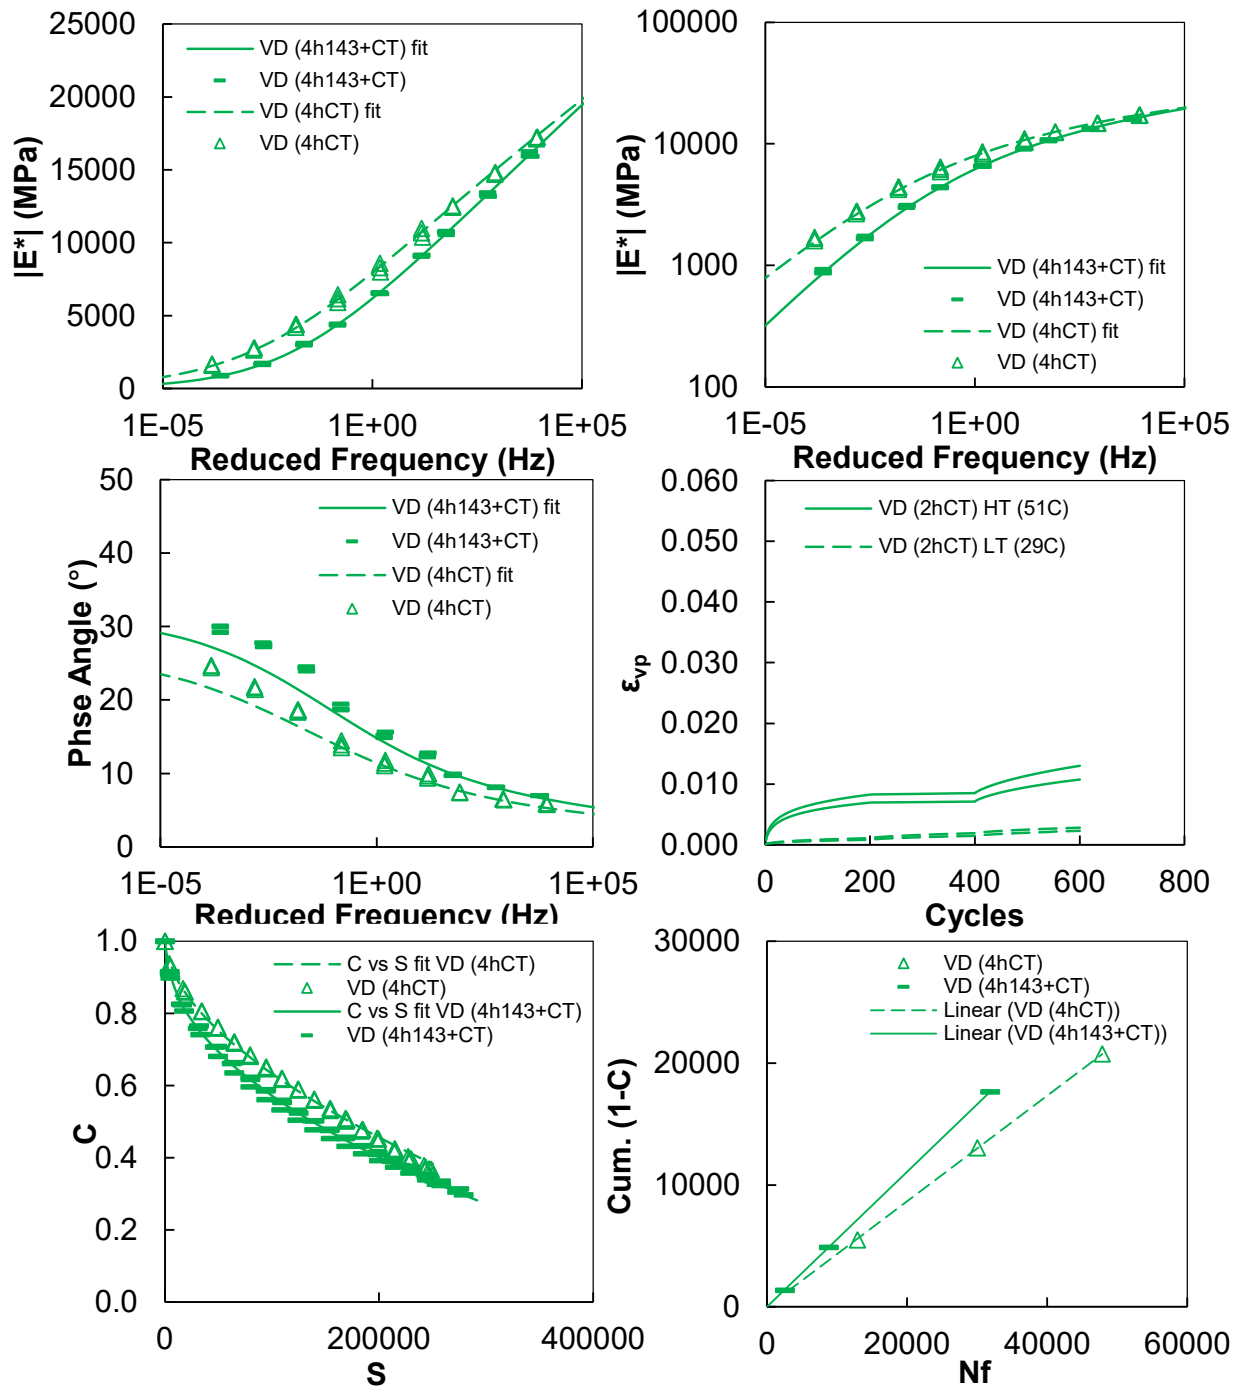 25000
20000
15000
10000
5000
0
|E*| (MPa)
VD (4h143+CT) fit
VD (4h143+CT)
VD (4hCT) fit
VD (4hCT)
1E-05 1E+00 1E+05
Reduced Frequency (Hz)
100000
10000
1000
100
|E*| (MPa)
VD (4h143+CT) fit
VD (4h143+CT)
VD (4hCT) fit
VD (4hCT)
1E-05 1E+00 1E+05
Reduced Frequency (Hz)
50
40
30
20
10
0
Phse Angle (°)
VD (4h143+CT) fit
VD (4h143+CT)
VD (4hCT) fit
VD (4hCT)
1E-05 1E+00 1E+05
Reduced Frequency (Hz)
0.060
0.050
0.040
0.030
0.020
0.010
0.000
εvp
VD (2hCT) HT (51C)
VD (2hCT) LT (29C)
0 200 400 600 800
Cycles
1.0
0.8
0.6
0.4
0.2
0.0
C
C vs S fit VD (4hCT)
VD (4hCT)
C vs S fit VD (4h143+CT)
VD (4h143+CT)
0 200000 400000
S
30000
20000
10000
0
Cum. (1-C)
VD (4hCT)
VD (4h143+CT)
Linear (VD (4hCT))
Linear (VD (4h143+CT))
0 20000 40000 60000
Nf